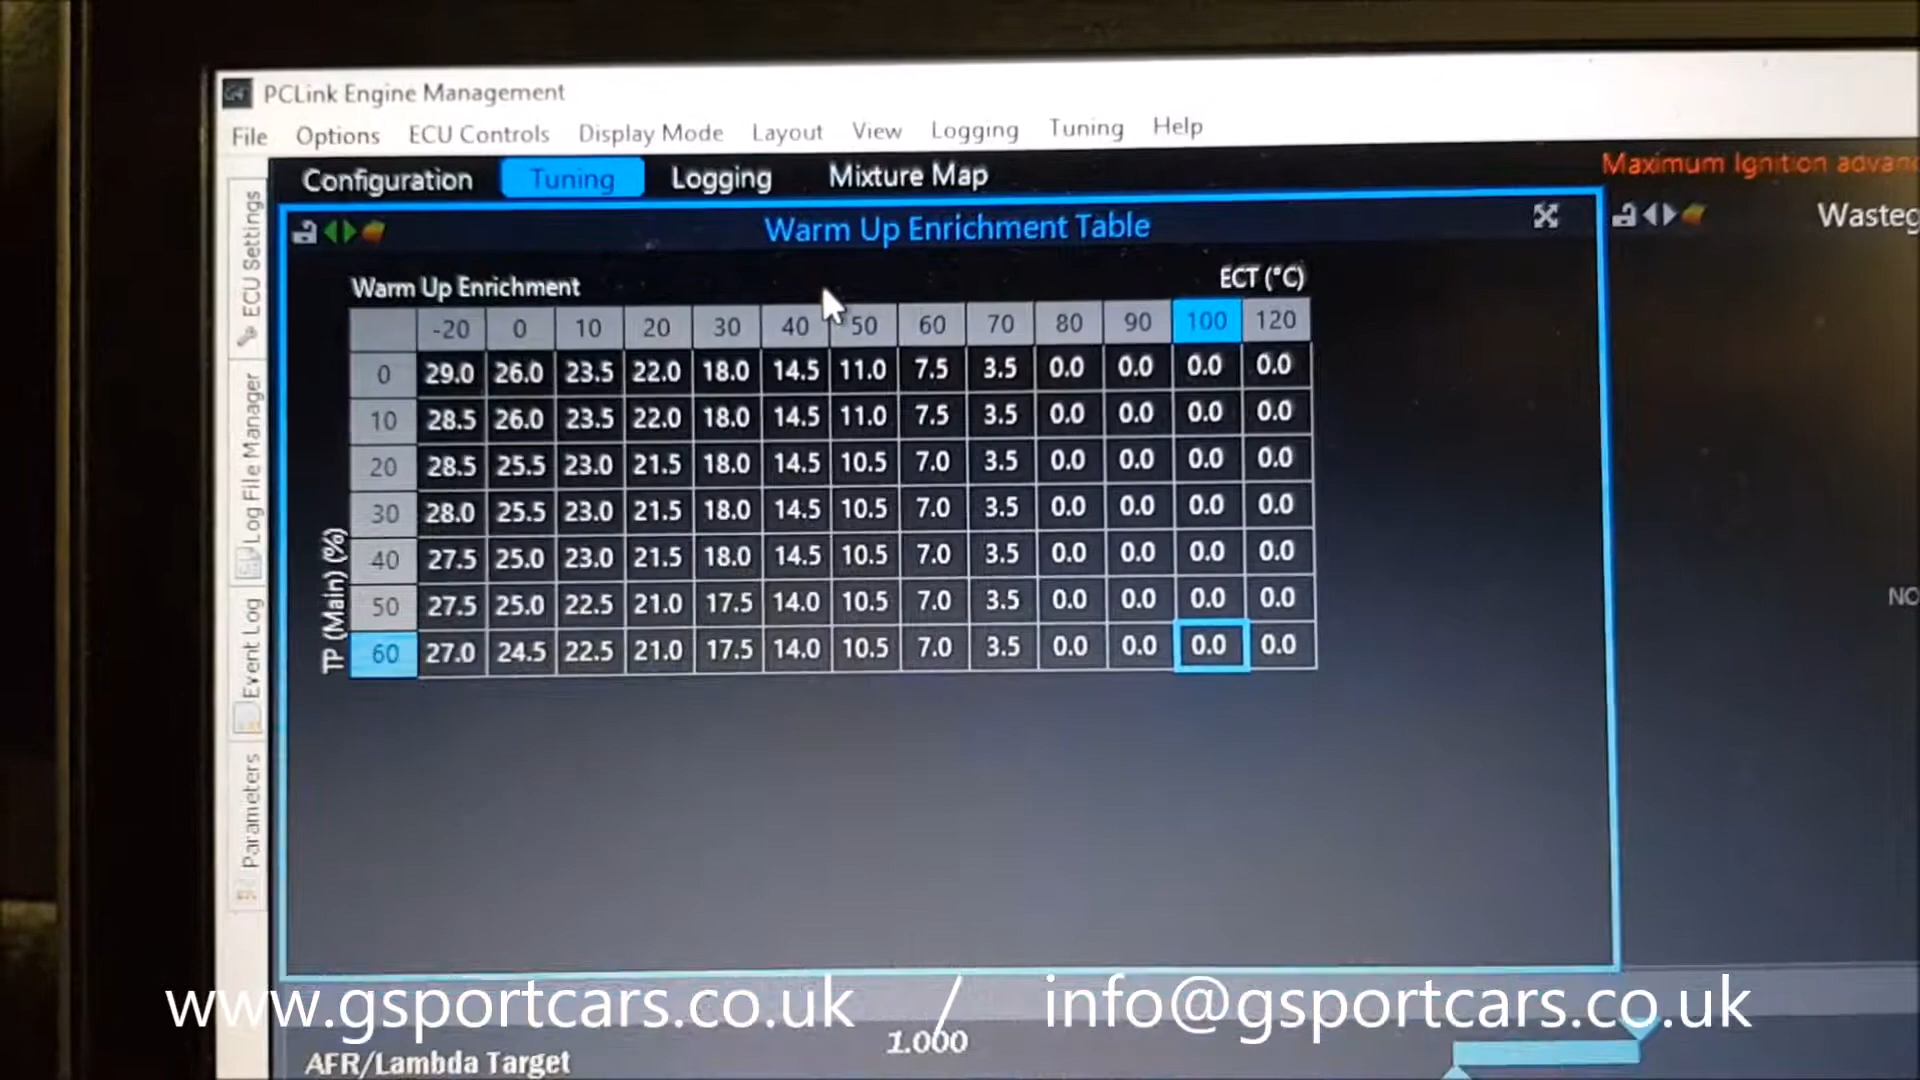 PCLink Engine Management
File Options ECU Controls Display Mode Layout View Logging Tuning Help
Configuration Tuning Logging Mixture Map
Maximum Ignition
Warm Up Enrichment Table
Warm Up Enrichment ECT (°C)
-20 0 10 20 30 40 50 60 70 80 90 100 120
0 29.0 26.0 23.5 22.0 18.0 14.5 11.0 7.5 3.5 0.0 0.0 0.0 0.0
10 28.5 26.0 23.5 22.0 18.0 14.5 11.0 7.5 3.5 0.0 0.0 0.0 0.0
20 28.5 25.5 23.0 21.5 18.0 14.5 10.5 7.0 3.5 0.0 0.0 0.0 0.0
30 28.0 25.5 23.0 21.5 18.0 14.5 10.5 7.0 3.5 0.0 0.0 0.0 0.0
40 27.5 25.0 23.0 21.5 18.0 14.5 10.5 7.0 3.5 0.0 0.0 0.0 0.0
50 27.5 25.0 22.5 21.0 17.5 14.0 10.5 7.0 3.5 0.0 0.0 0.0 0.0
60 27.0 24.5 22.5 21.0 17.5 14.0 10.5 7.0 3.5 0.0 0.0 0.0 0.0
TP (Main) (%)
ECU Settings
Log File Manager
Event Log
Parameters
www.gsportcars.co.uk / info@gsportcars.co.uk
1.000
AFR/Lambda Target